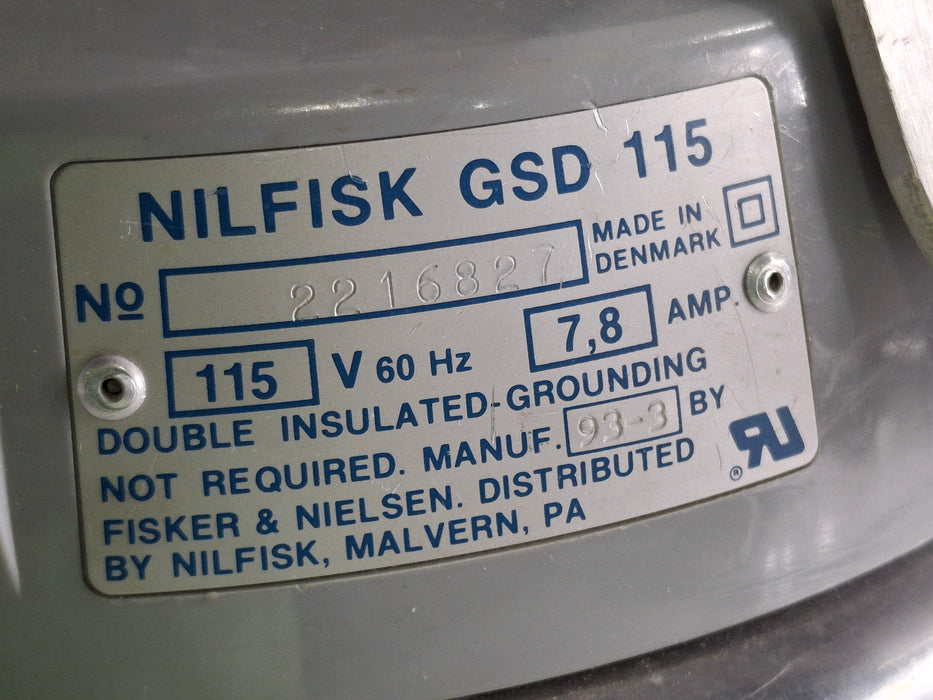 NILFISK GSD 115
No 2216827 MADE IN DENMARK
115 V 60 Hz 7,8 AMP.
DOUBLE INSULATED-GROUNDING
NOT REQUIRED. MANUF. 93-3 BY
FISKER & NIELSEN. DISTRIBUTED
BY NILFISK, MALVERN, PA
RU ®